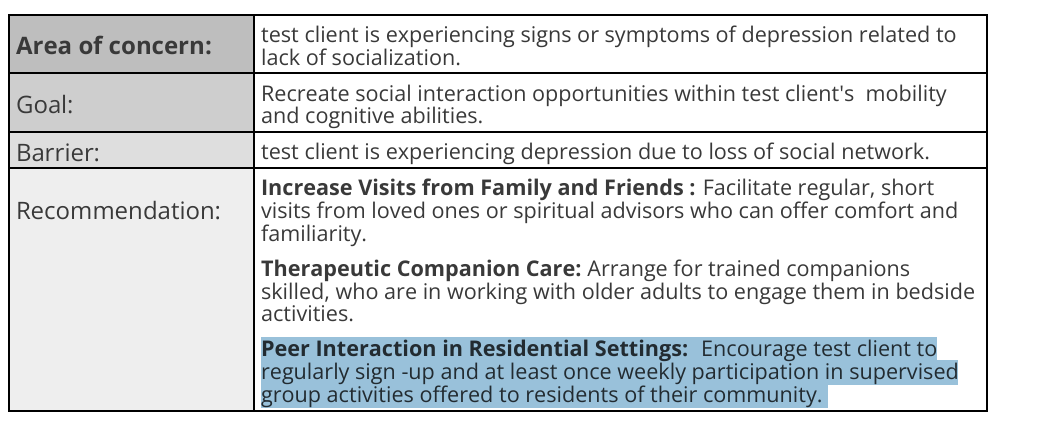 Area of concern:
test client is experiencing signs or symptoms of depression related to
lack of socialization.
Goal:
Recreate social interaction opportunities within test client's  mobility
and cognitive abilities.
Barrier:
test client is experiencing depression due to loss of social network.
Recommendation:
Increase Visits from Family and Friends : Facilitate regular, short
visits from loved ones or spiritual advisors who can offer comfort and
familiarity.
Therapeutic Companion Care: Arrange for trained companions
skilled, who are in working with older adults to engage them in bedside
activities.
Peer Interaction in Residential Settings:  Encourage test client to
regularly sign -up and at least once weekly participation in supervised
group activities offered to residents of their community.